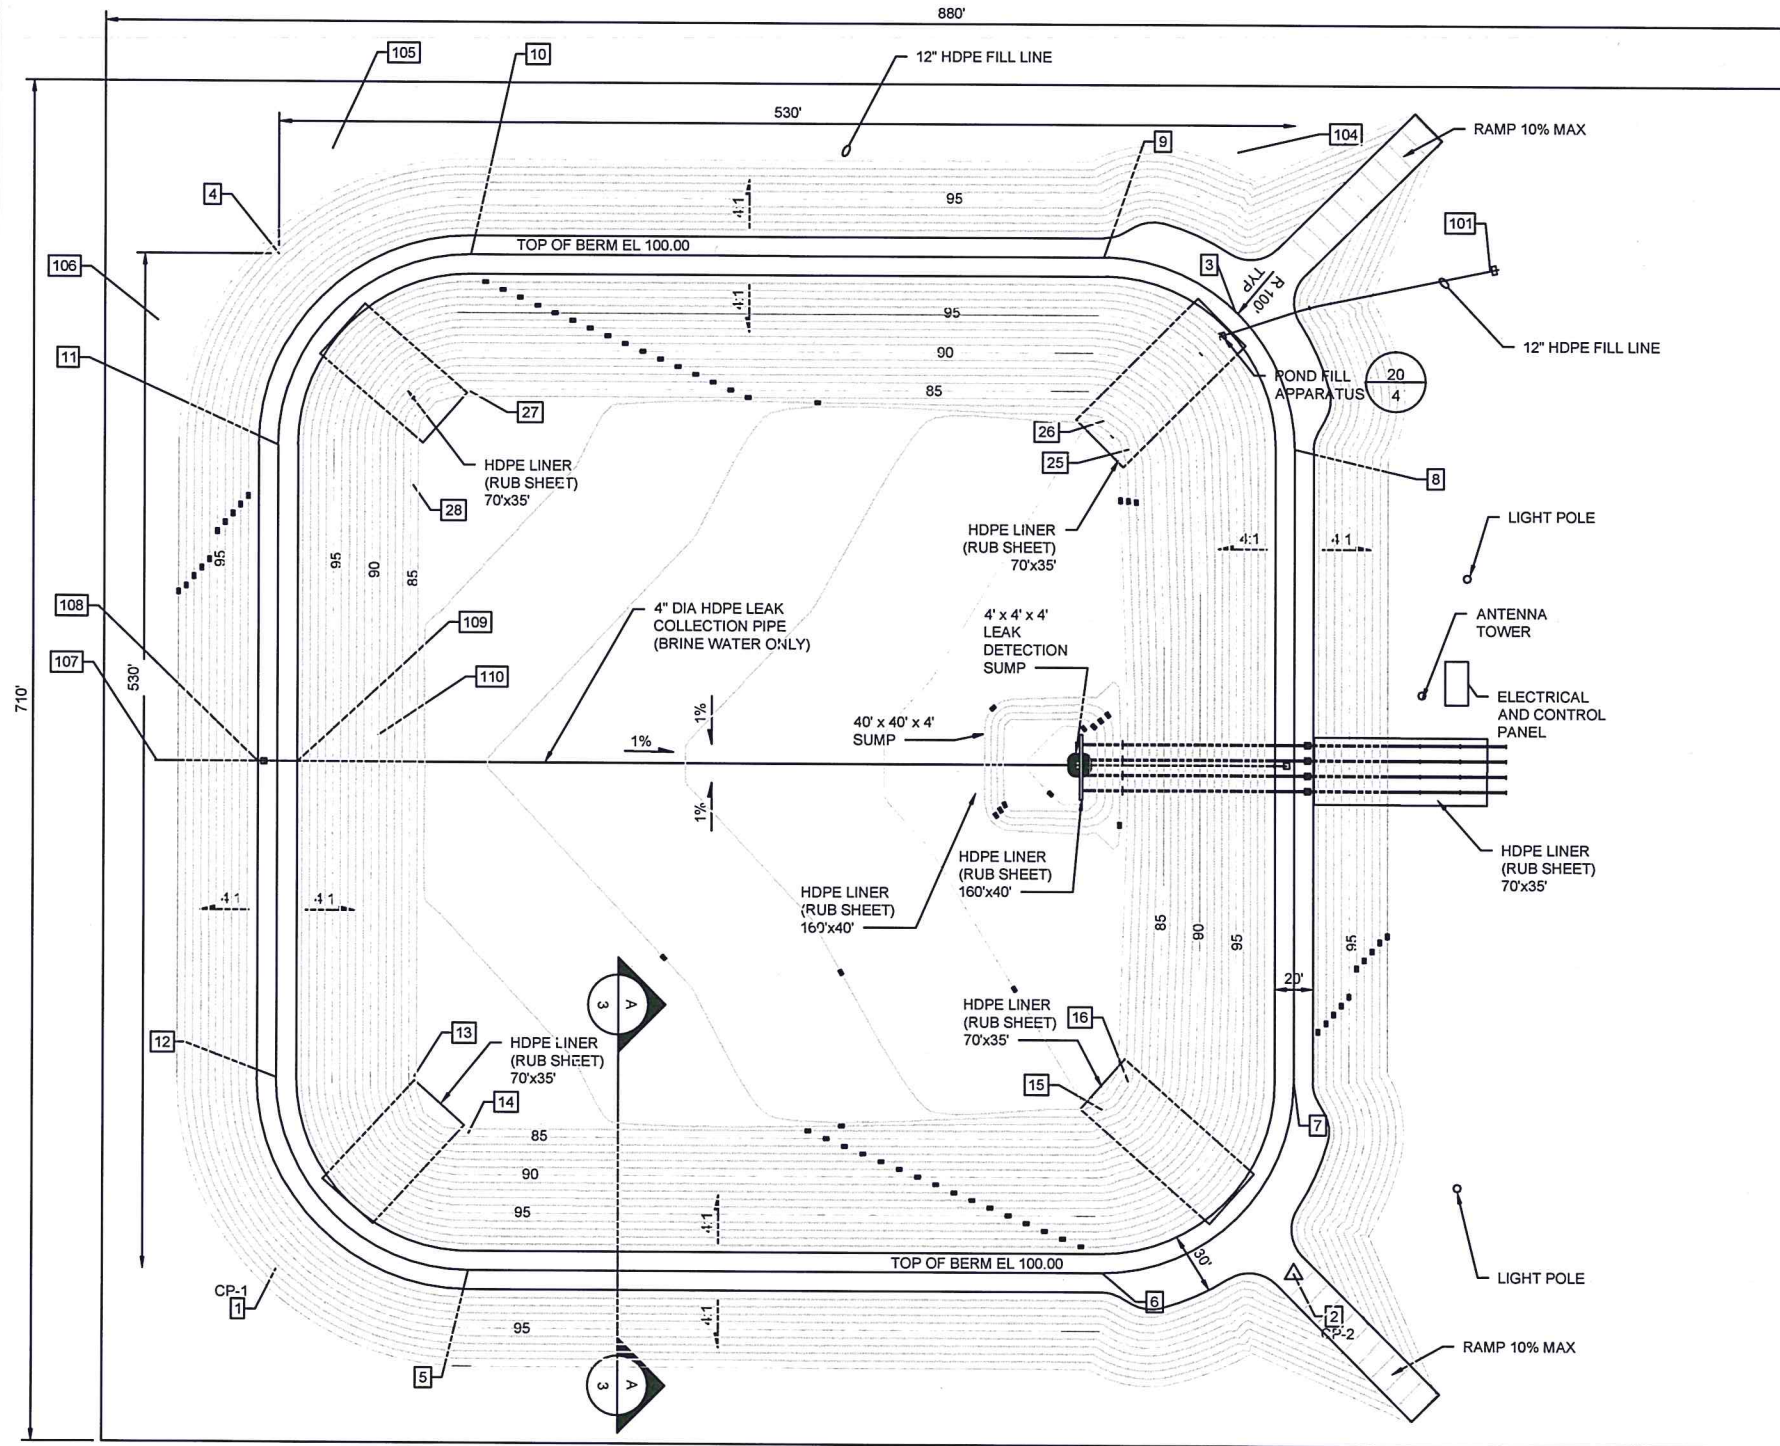 880'
105
10
12" HDPE FILL LINE
530'
9
104
RAMP 10% MAX
4
4:1
95
TOP OF BERM EL 100.00
101
106
3
R 100'
TYP
4:1
95
11
90
12" HDPE FILL LINE
POND FILL
APPARATUS
20
4
85
27
26
25
HDPE LINER
(RUB SHEET)
70'x35'
8
28
LIGHT POLE
HDPE LINER
(RUB SHEET)
70'x35'
4:1
4:1
95
95
90
85
108
4" DIA HDPE LEAK
COLLECTION PIPE
(BRINE WATER ONLY)
109
4' x 4' x 4'
LEAK
DETECTION
SUMP
ANTENNA
TOWER
107
530'
110
710'
ELECTRICAL
AND CONTROL
PANEL
1%
1%
40' x 40' x 4'
SUMP
1%
HDPE LINER
(RUB SHEET)
160'x40'
HDPE LINER
(RUB SHEET)
70'x35'
HDPE LINER
(RUB SHEET)
160'x40'
4:1
4:1
85
90
95
95
20'
A
3
HDPE LINER
(RUB SHEET)
70'x35'
16
12
13
HDPE LINER
(RUB SHEET)
70'x35'
15
14
7
85
90
95
4:1
LIGHT POLE
TOP OF BERM EL 100.00
30'
CP-1
1
6
2
CP-2
95
4:1
RAMP 10% MAX
5
A
3